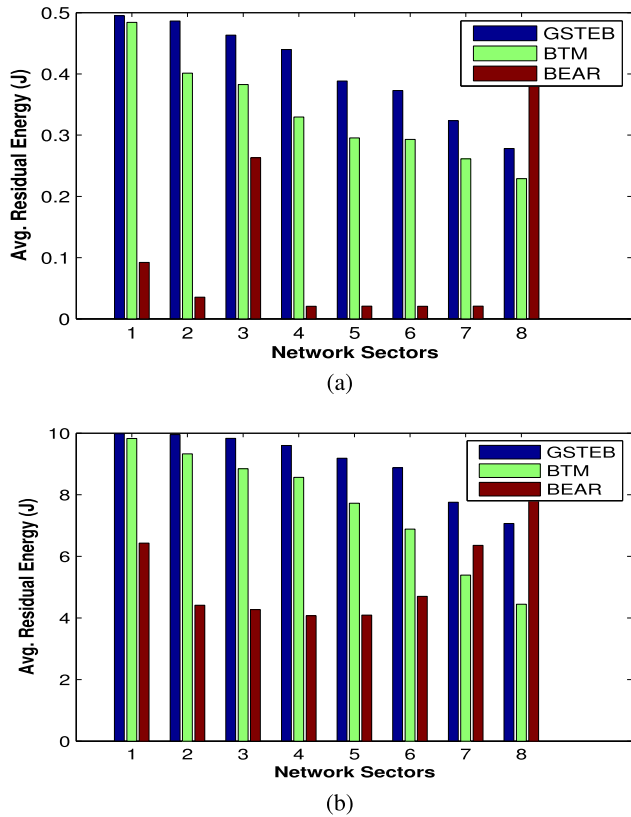 0.5
0.4
0.3
0.2
0.1
0
Avg. Residual Energy (J)
GSTEB
BTM
BEAR
1 2 3 4 5 6 7 8
Network Sectors
(a)
10
8
6
4
2
0
Avg. Residual Energy (J)
GSTEB
BTM
BEAR
1 2 3 4 5 6 7 8
Network Sectors
(b)